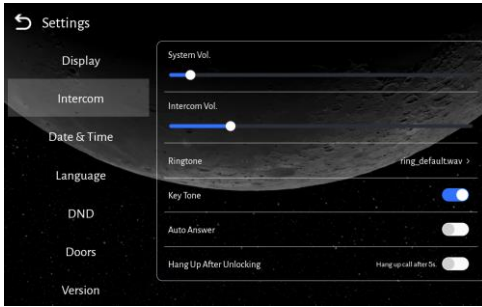 Settings
Display
Intercom
Date & Time
Language
DND
Doors
Version
System Vol.
Intercom Vol.
Ringtone ring_default.wav >
Key Tone
Auto Answer
Hang Up After Unlocking Hang up call after 5s.